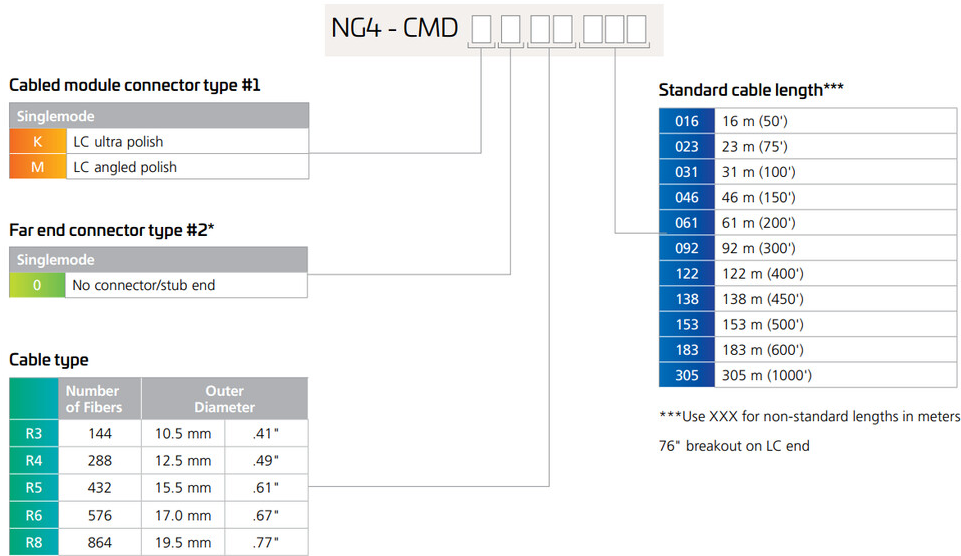 NG4 - CMD
Cabled module connector type #1
Singlemode
K LC ultra polish
M LC angled polish
Far end connector type #2*
Singlemode
0 No connector/stub end
Cable type
Number
of Fibers
Outer
Diameter
R3 144 10.5 mm .41"
R4 288 12.5 mm .49"
R5 432 15.5 mm .61"
R6 576 17.0 mm .67"
R8 864 19.5 mm .77"
Standard cable length***
016 16 m (50')
023 23 m (75')
031 31 m (100')
046 46 m (150')
061 61 m (200')
092 92 m (300')
122 122 m (400')
138 138 m (450')
153 153 m (500')
183 183 m (600')
305 305 m (1000')
***Use XXX for non-standard lengths in meters
76" breakout on LC end